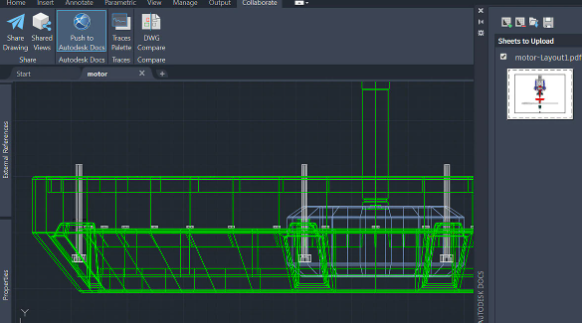 Home Insert Annotate Parametric View Manage Output Collaborate
Share Drawing
Shared Views
Push to Autodesk Docs
Traces Palette
DWG Compare
Share Autodesk Docs Traces Compare
Start motor
External References
Properties
Y
AUTODESK DOCS
Sheets to Upload
motor-Layout1.pdf